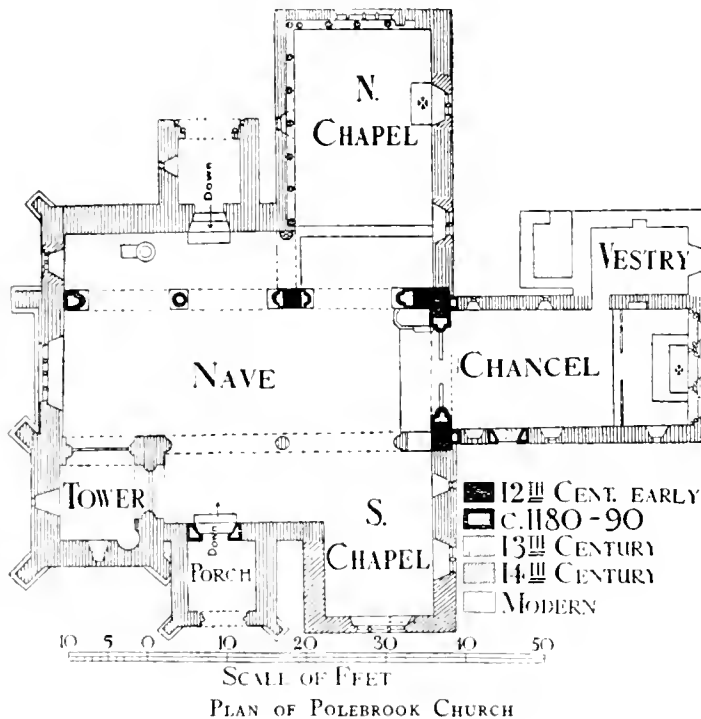 N.
CHAPEL
Down
VESTRY
NAVE
CHANCEL
TOWER
S.
CHAPEL
Down
PORCH
12TH CENT. EARLY
C.1180-90
13TH CENTURY
14TH CENTURY
MODERN
10 5 0 10 20 30 40 50
SCALE OF FEET
PLAN OF POLEBROOK CHURCH